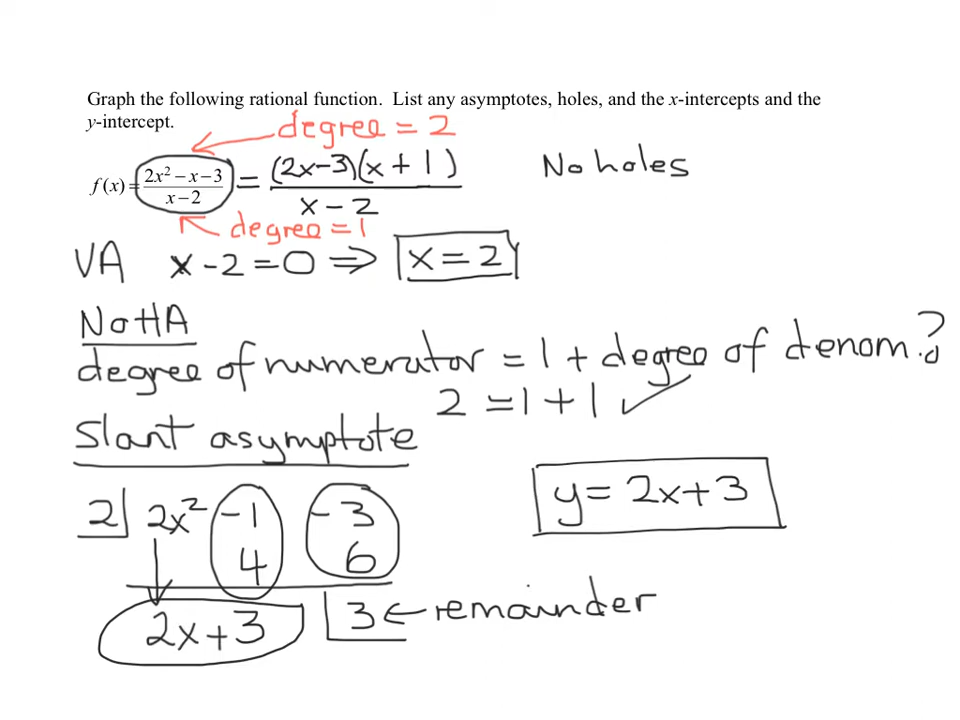 Graph the following rational function. List any asymptotes, holes, and the x-intercepts and the
y-intercept.
degree = 2
f(x) = (2x² − x − 3)/(x − 2) = ((2x−3)(x + 1))/(x − 2)
No holes
degree = 1
VA x - 2 = 0 ⇒ x = 2
No HA
degree of numerator = 1 + degree of denom.?
2 = 1 + 1 ✓
Slant asymptote
2| 2x² -1 -3
4 6
2x+3 |3 ← remainder
y = 2x+3